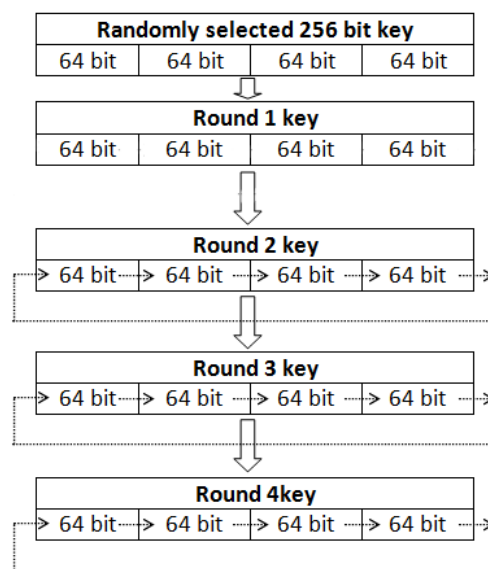 Randomly selected 256 bit key
64 bit 64 bit 64 bit 64 bit
Round 1 key
64 bit 64 bit 64 bit 64 bit
Round 2 key
64 bit 64 bit 64 bit 64 bit
Round 3 key
64 bit 64 bit 64 bit 64 bit
Round 4key
64 bit 64 bit 64 bit 64 bit